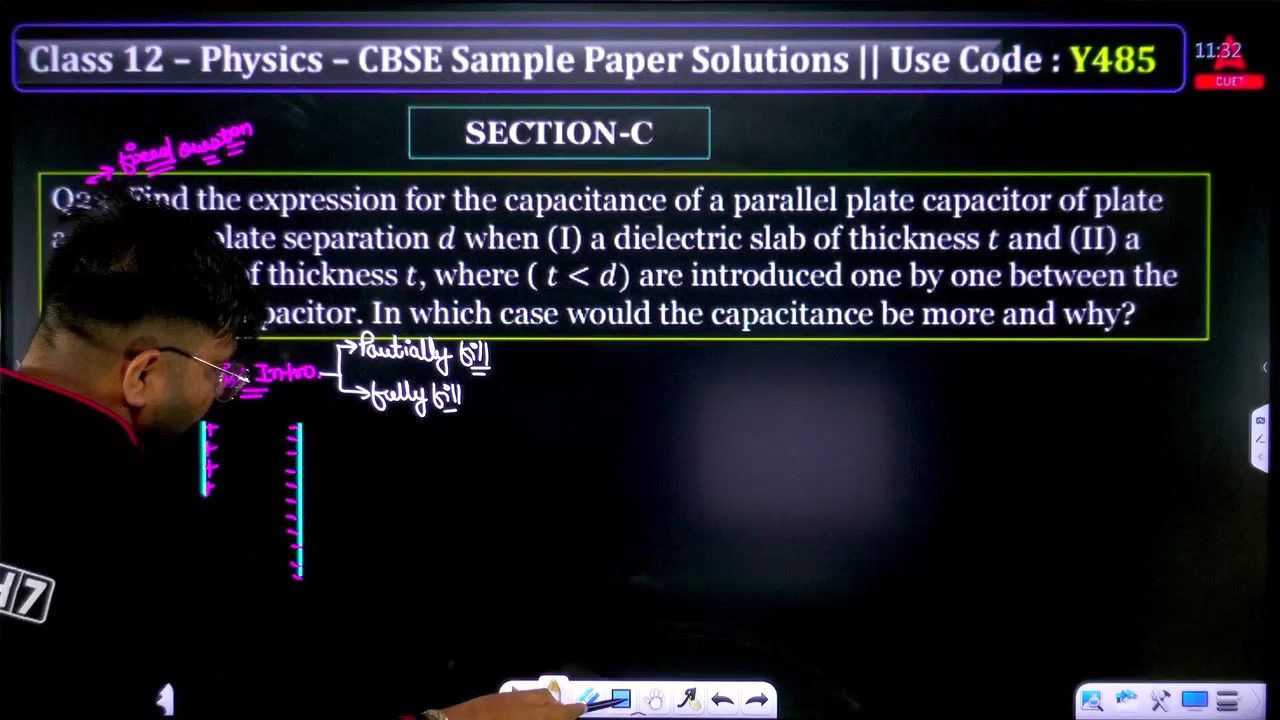 Class 12 – Physics – CBSE Sample Paper Solutions || Use Code : Y485
11:32
CUET
SECTION-C
fixed question
Find the expression for the capacitance of a parallel plate capacitor of plate
plate separation d when (I) a dielectric slab of thickness t and (II) a
of thickness t, where ( t < d) are introduced one by one between the
In which case would the capacitance be more and why?
Intro.
Partially fill
fully fill
+
+
+
+
H7